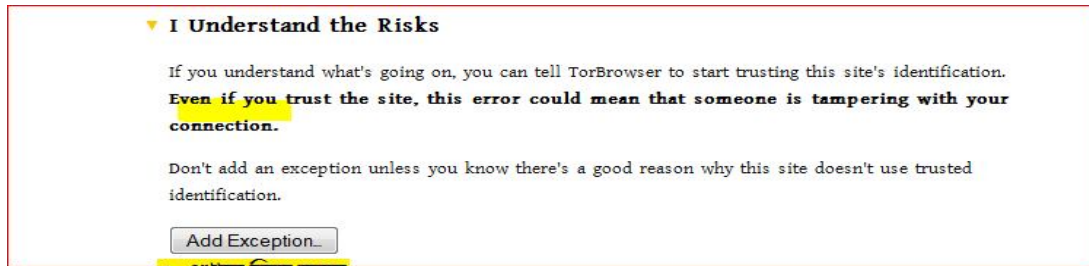 I Understand the Risks
If you understand what's going on, you can tell TorBrowser to start trusting this site's identification.
Even if you trust the site, this error could mean that someone is tampering with your
connection.
Don't add an exception unless you know there's a good reason why this site doesn't use trusted
identification.
Add Exception…